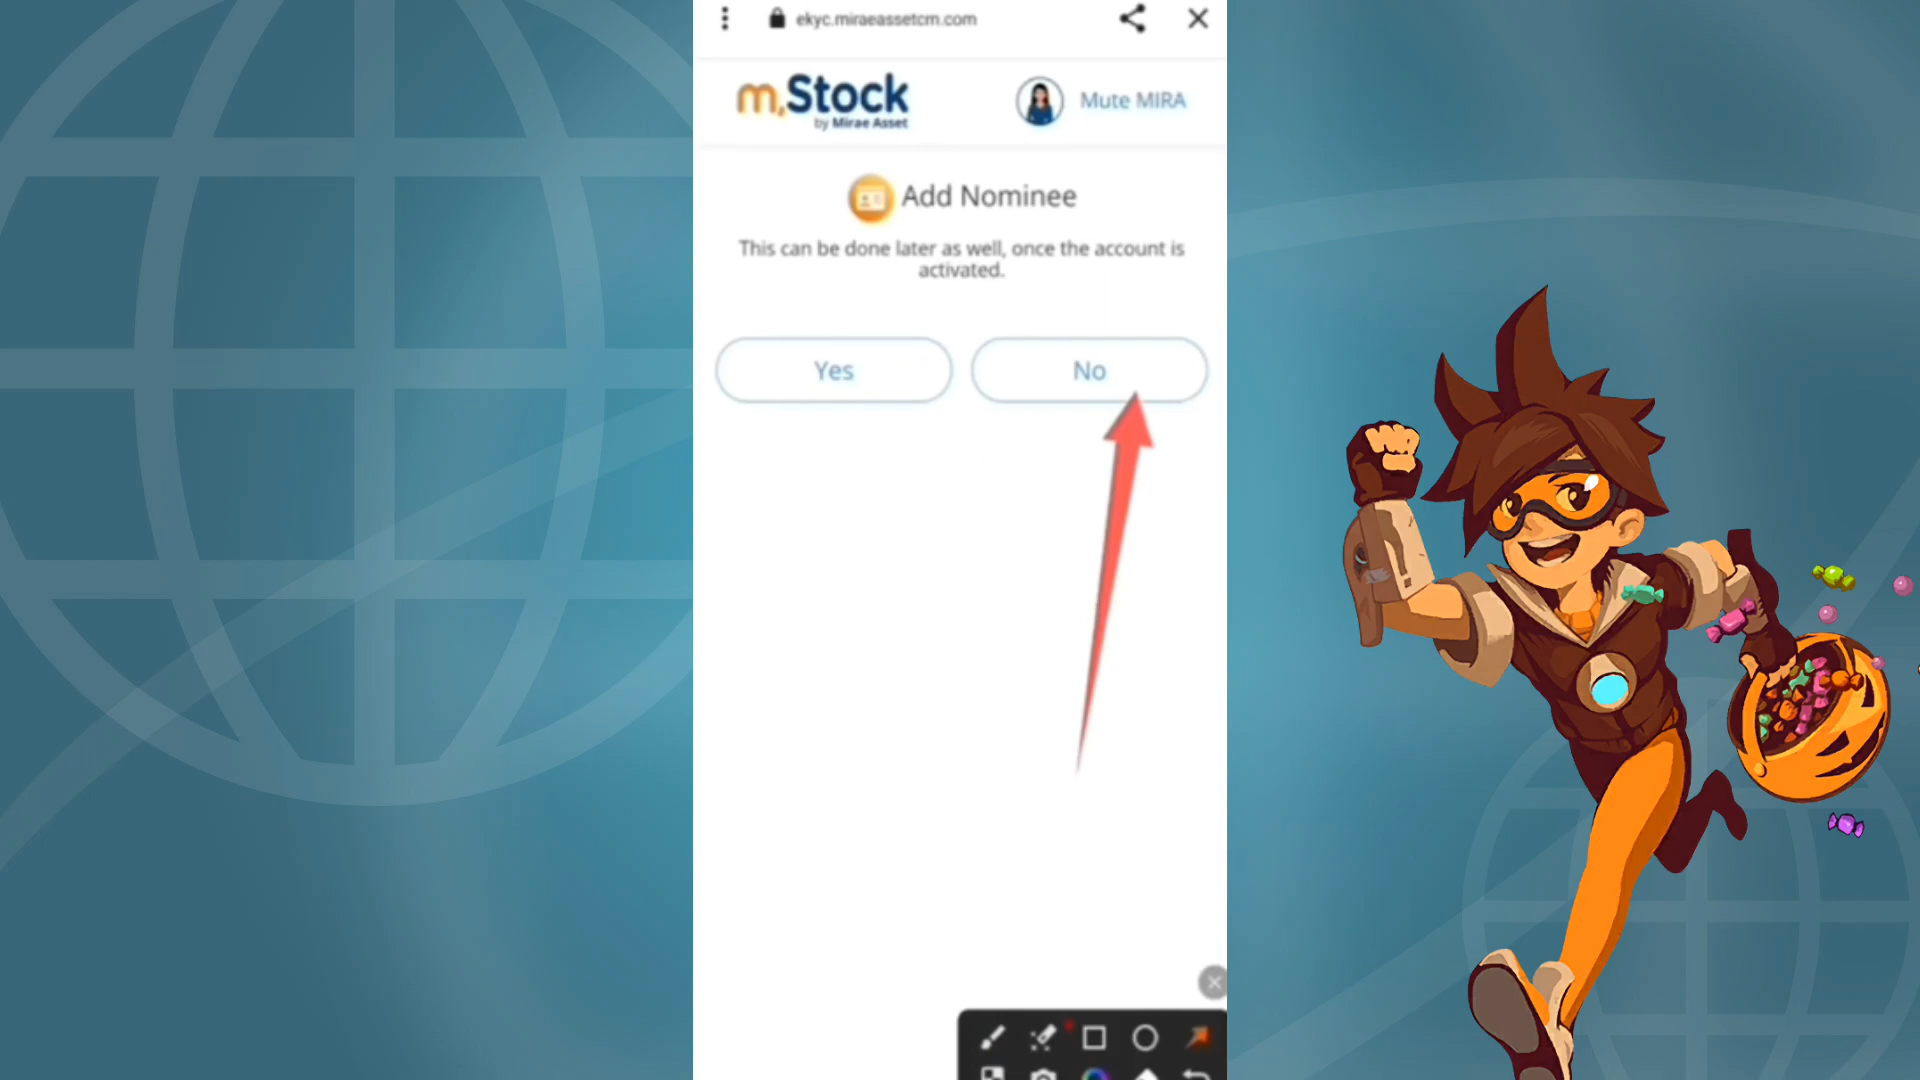 ekyc.miraeassetcm.com
m.Stock
by Mirae Asset
Mute MIRA
Add Nominee
This can be done later as well, once the account is
activated.
Yes
No